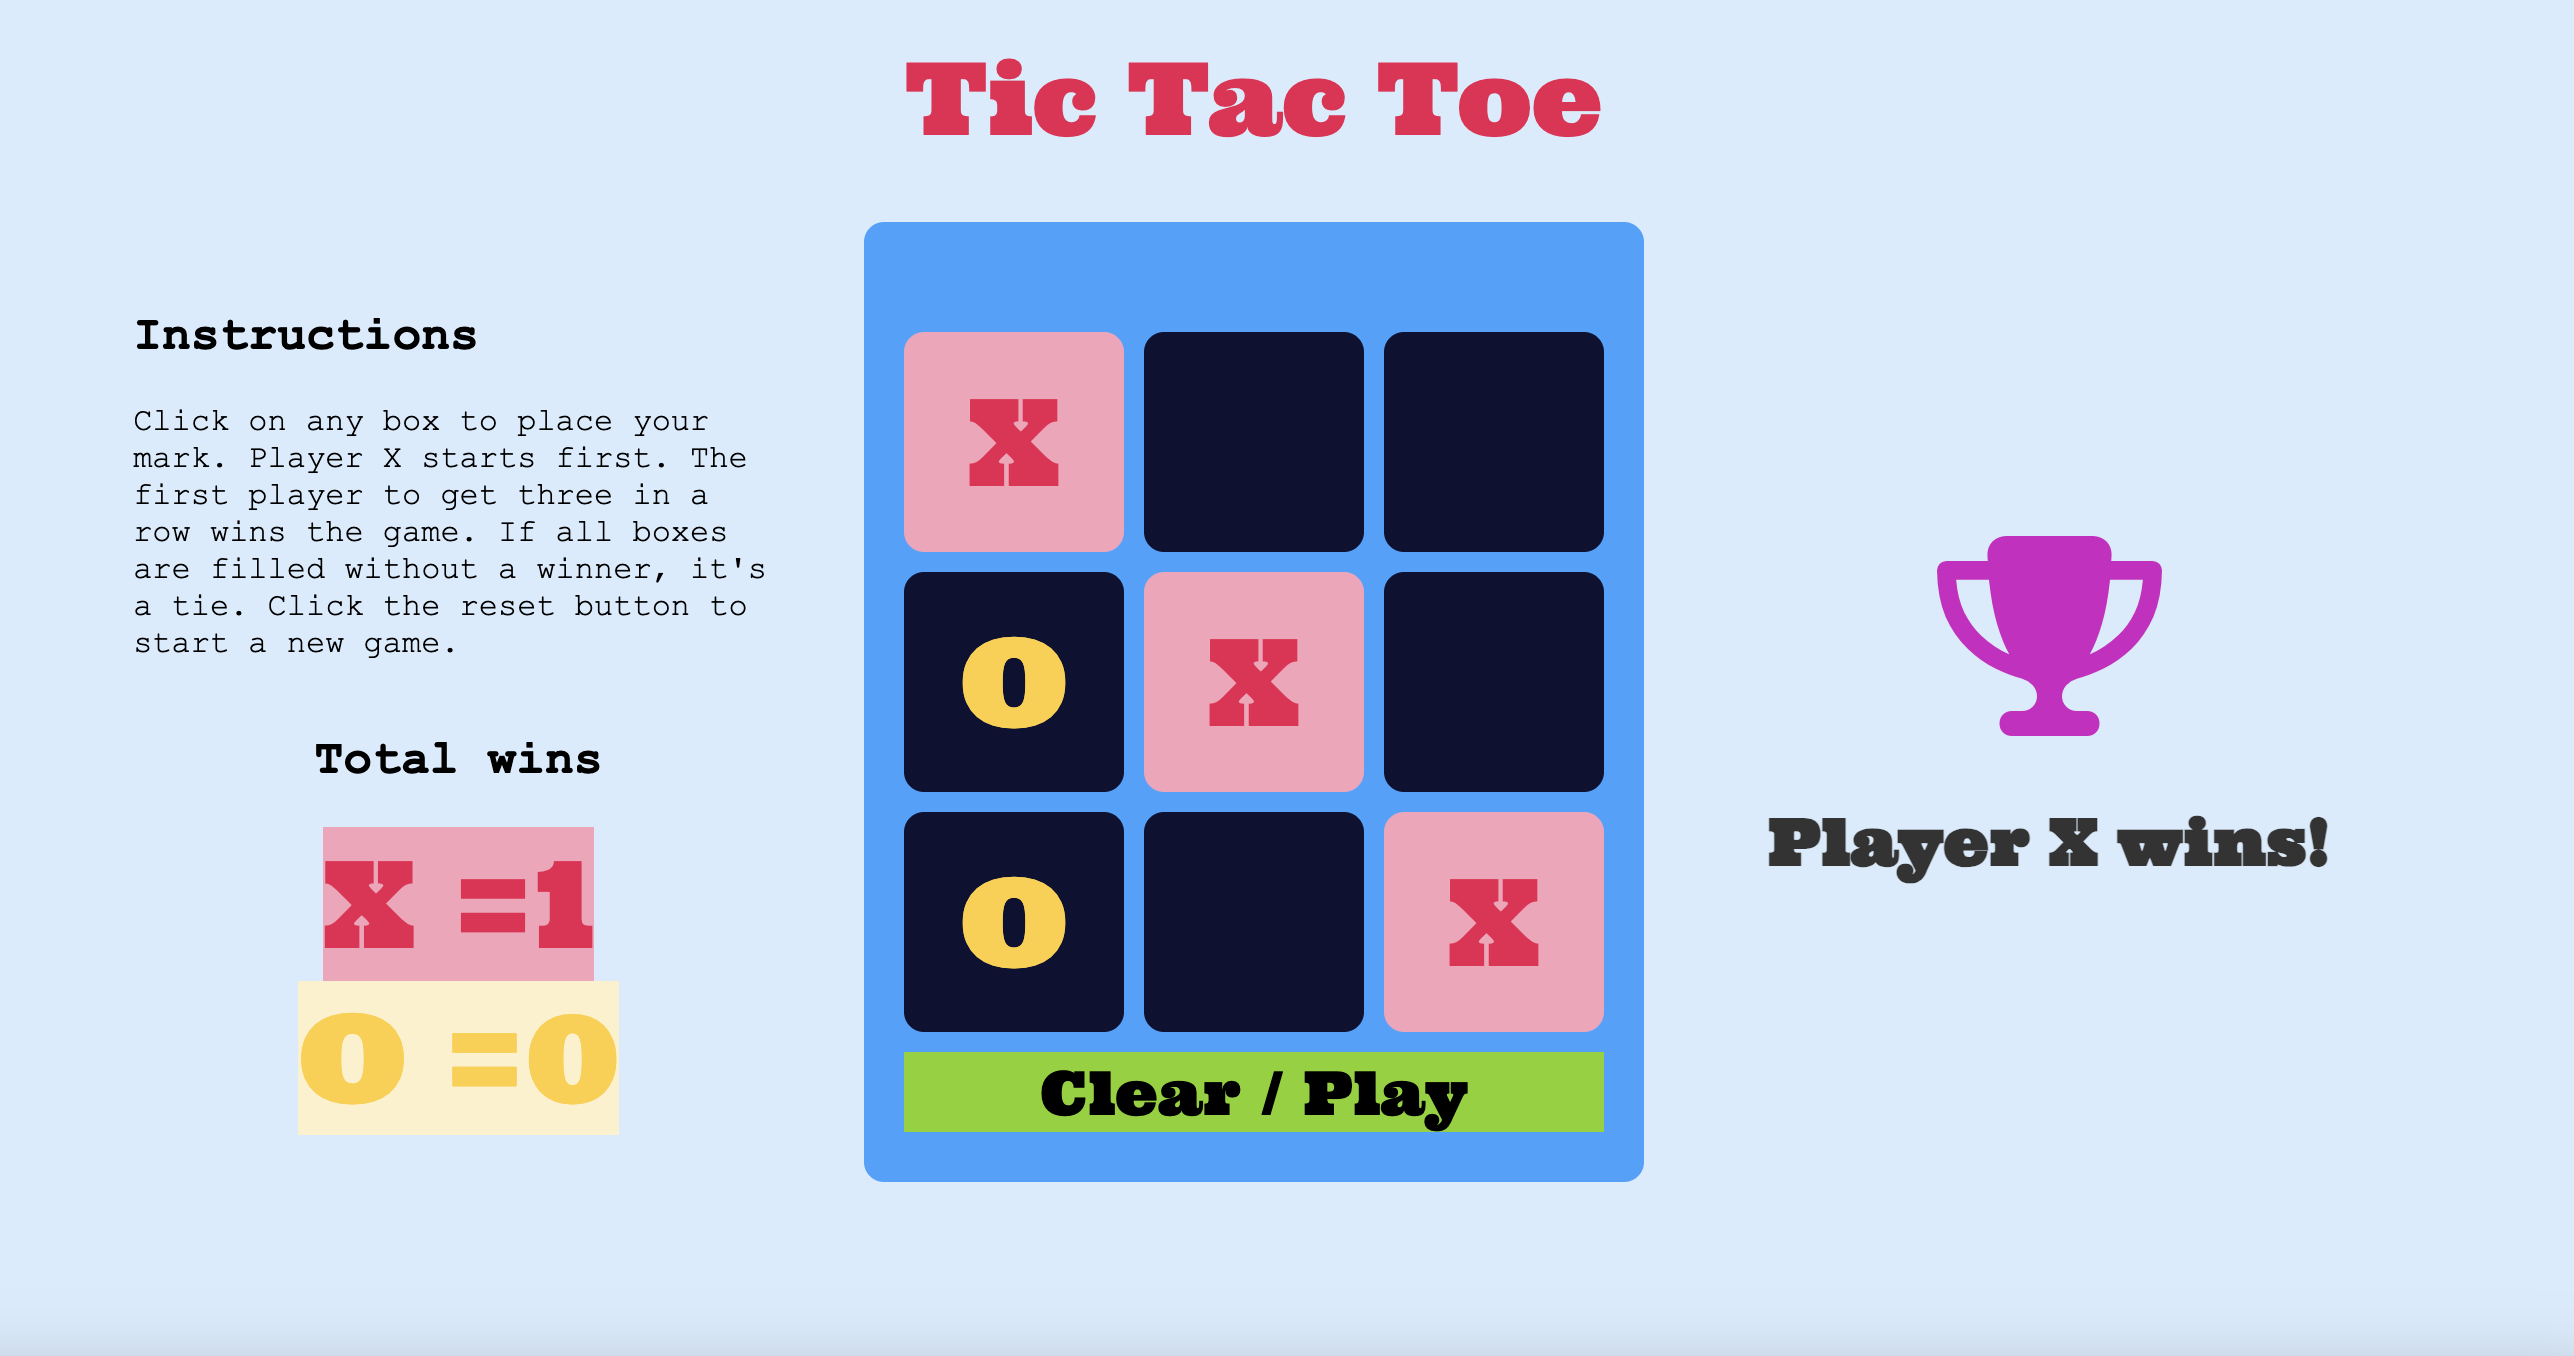 Tic Tac Toe
Instructions
Click on any box to place your
mark. Player X starts first. The
first player to get three in a
row wins the game. If all boxes
are filled without a winner, it's
a tie. Click the reset button to
start a new game.
Total wins
X =1
O =0
X
O X
O X
Clear / Play
Player X wins!